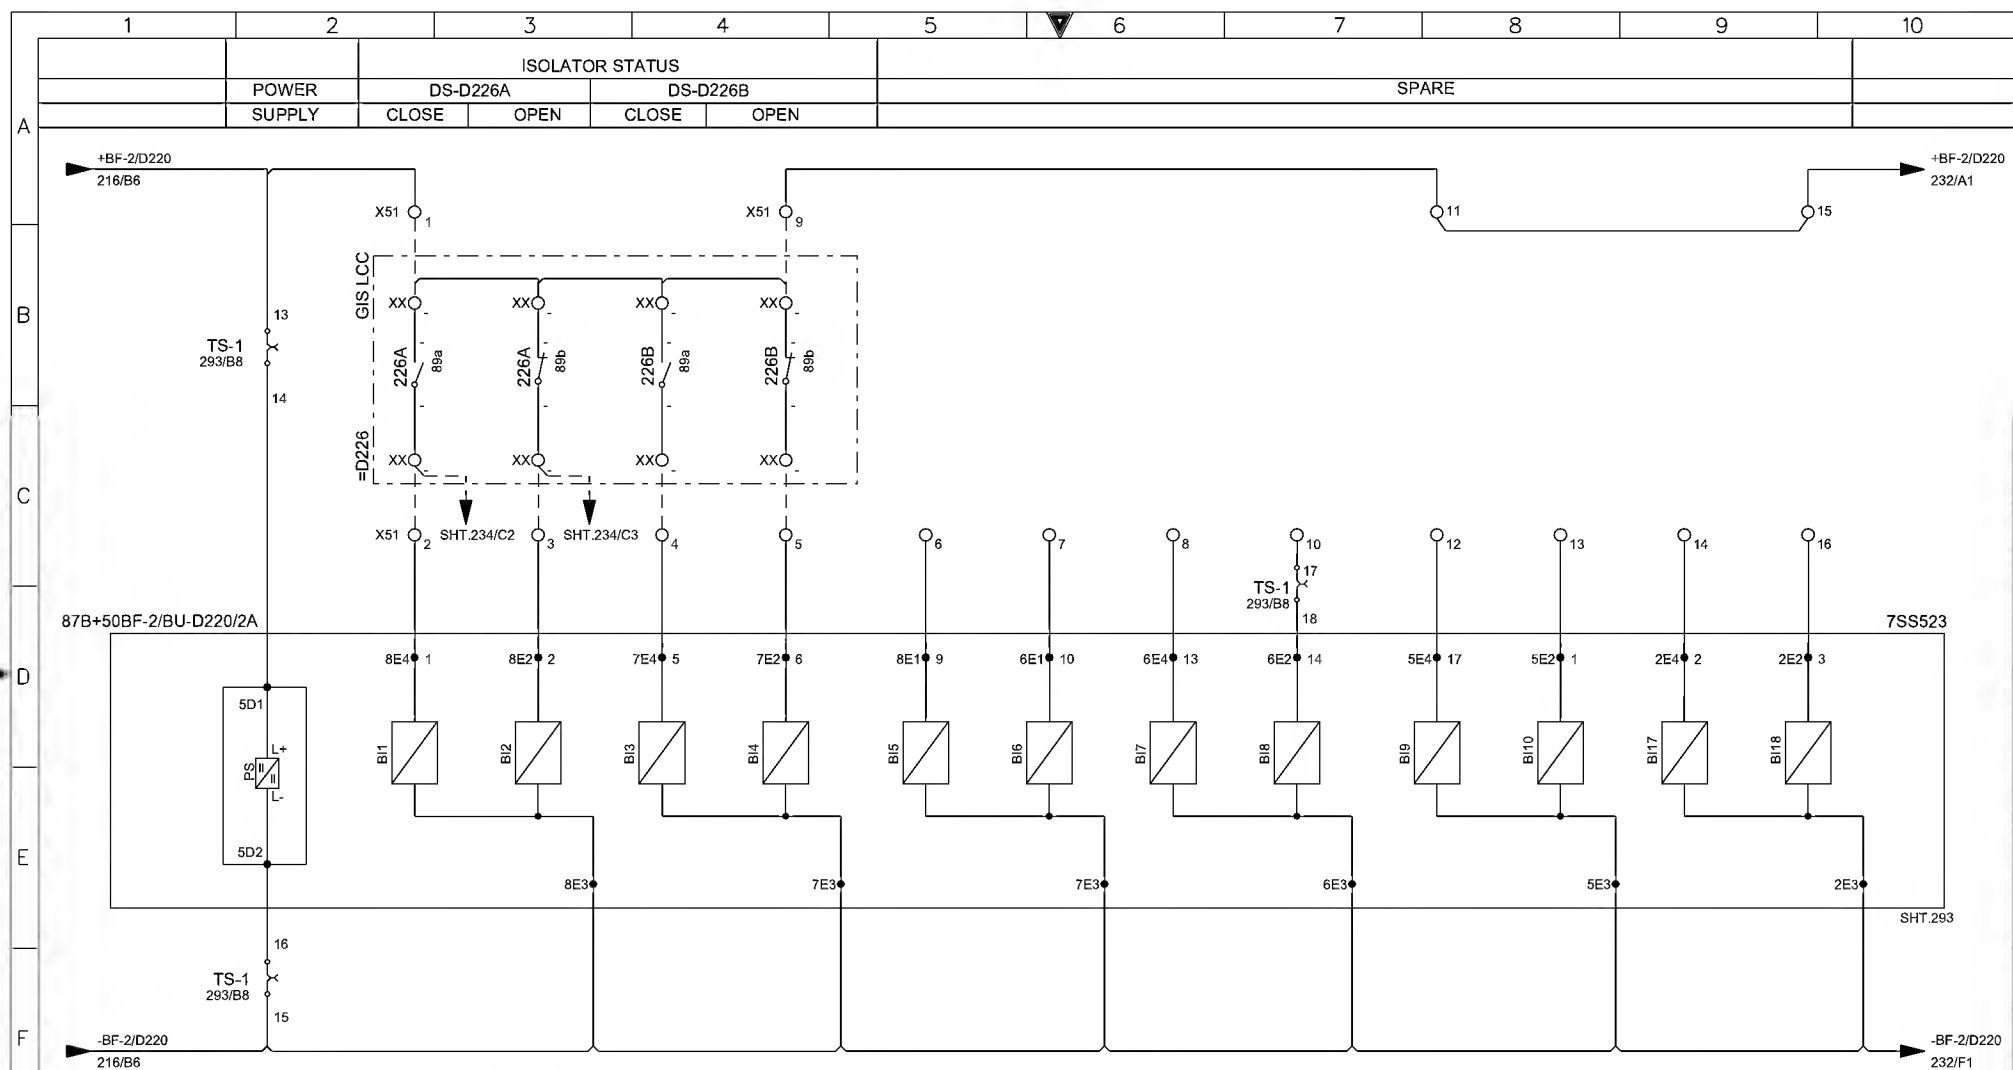 1 2 3 4 5 6 7 8 9 10
ISOLATOR STATUS
POWER DS-D226A DS-D226B SPARE
SUPPLY CLOSE OPEN CLOSE OPEN
A
+BF-2/D220 +BF-2/D220
216/B6 232/A1
X51 1 X51 9 11 15
GIS LCC
B
XX - XX - XX - XX -
13
TS-1
293/B8
14
226A - 89a - 226A 89b - 226B - 89a - 226B 89b -
=D226
XX - XX - XX - XX -
C
X51 2 SHT.234/C2 3 SHT.234/C3 4 5 6 7 8 10 12 13 14 16
17
TS-1
293/B8
18
87B+50BF-2/BU-D220/2A 7SS523
D
8E4 1 8E2 2 7E4 5 7E2 6 8E1 9 6E1 10 6E4 13 6E2 14 5E4 17 5E2 1 2E4 2 2E2 3
5D1
BI1 BI2 BI3 BI4 BI5 BI6 BI7 BI8 BI9 BI10 BI17 BI18
L+
PS
L-
E
5D2
8E3 7E3 7E3 6E3 5E3 2E3
SHT.293
16
TS-1
293/B8
15
F
-BF-2/D220 -BF-2/D220
216/B6 232/F1